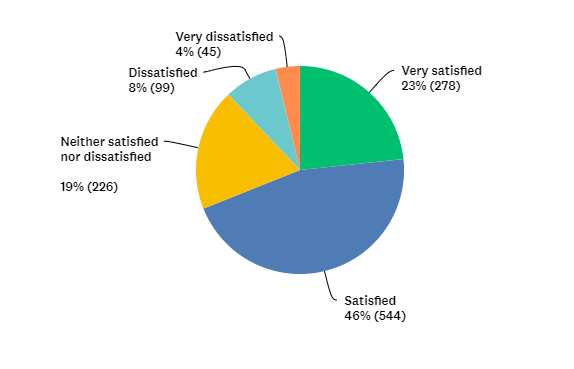 Very dissatisfied
4% (45)
Dissatisfied
8% (99)
Very satisfied
23% (278)
Neither satisfied
nor dissatisfied
19% (226)
Satisfied
46% (544)